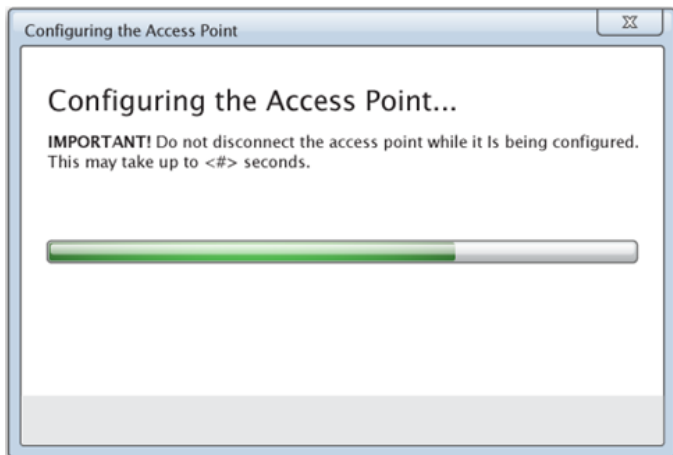 Configuring the Access Point
Configuring the Access Point...
IMPORTANT! Do not disconnect the access point while it Is being configured.
This may take up to <#> seconds.